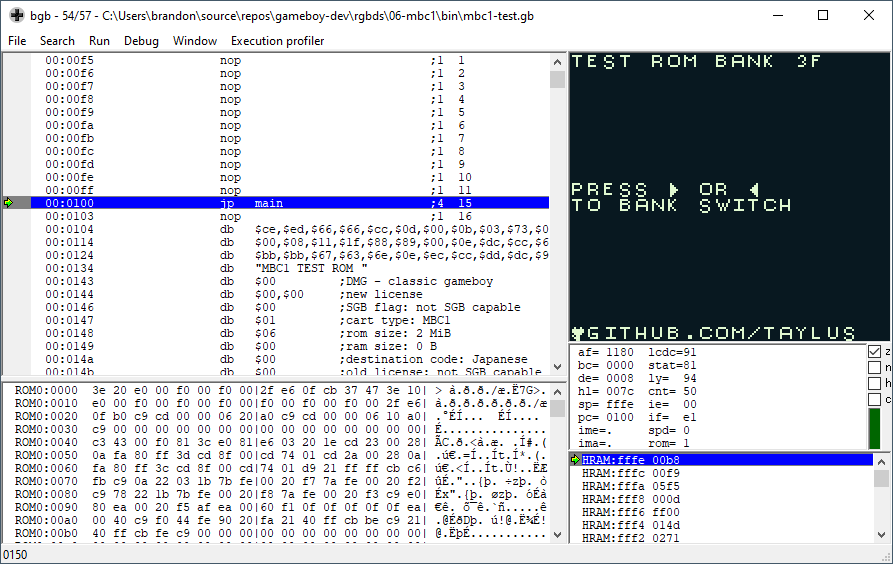 bgb - 54/57 - C:\Users\brandon\source\repos\gameboy-dev\rgbds\06-mbc1\bin\mbc1-test.gb
File Search Run Debug Window Execution profiler
00:00f5 nop ;1 1
00:00f6 nop ;1 2
00:00f7 nop ;1 3
00:00f8 nop ;1 4
00:00f9 nop ;1 5
00:00fa nop ;1 6
00:00fb nop ;1 7
00:00fc nop ;1 8
00:00fd nop ;1 9
00:00fe nop ;1 10
00:00ff nop ;1 11
00:0100 jp main ;4 15
00:0103 nop ;1 16
00:0104 db $ce,$ed,$66,$66,$cc,$0d,$00,$0b,$03,$73,$0
00:0114 db $00,$08,$11,$1f,$88,$89,$00,$0e,$dc,$cc,$6
00:0124 db $bb,$bb,$67,$63,$6e,$0e,$ec,$cc,$dd,$dc,$9
00:0134 db "MBC1 TEST ROM "
00:0143 db $00 ;DMG - classic gameboy
00:0144 db $00,$00 ;new license
00:0146 db $00 ;SGB flag: not SGB capable
00:0147 db $01 ;cart type: MBC1
00:0148 db $06 ;rom size: 2 MiB
00:0149 db $00 ;ram size: 0 B
00:014a db $00 ;destination code: Japanese
00:014b db $00 ;old license: not SGB capable
TEST ROM BANK 3F
PRESS ▶ OR ◀
TO BANK SWITCH
♥GITHUB.COM/TAYLUS
af= 1180 lcdc=91
bc= 0000 stat=81
de= 0008 ly= 94
hl= 007c cnt= 50
sp= fffe ie= 00
pc= 0100 if= e1
ime=. spd= 0
ima=. rom= 1
z
n
h
c
ROM0:0000 3e 20 e0 00 f0 00 f0 00|2f e6 0f cb 37 47 3e 10|
ROM0:0010 e0 00 f0 00 f0 00 f0 00|f0 00 f0 00 f0 00 2f e6|
ROM0:0020 0f b0 c9 cd 00 00 06 20|a0 c9 cd 00 00 06 10 a0|
ROM0:0030 c9 00 00 00 00 00 00 00|00 00 00 00 00 00 00 00|
ROM0:0040 c3 43 00 f0 81 3c e0 81|e6 03 20 1e cd 23 00 28|
ROM0:0050 0a fa 80 ff 3d cd 8f 00|cd 74 01 cd 2a 00 28 0a|
ROM0:0060 fa 80 ff 3c cd 8f 00 cd|74 01 d9 21 ff ff cb c6|
ROM0:0070 fb c9 0a 22 03 1b 7b fe|00 20 f7 7a fe 00 20 f2|
ROM0:0080 c9 78 22 1b 7b fe 00 20|f8 7a fe 00 20 f3 c9 e0|
ROM0:0090 80 ea 00 20 f5 af ea 00|60 f1 0f 0f 0f 0f 0f ea|
ROM0:00a0 00 40 c9 f0 44 fe 90 20|fa 21 40 ff cb be c9 21|
ROM0:00b0 40 ff cb fe c9 00 00 00|00 00 00 00 00 00 00 00|
HRAM:fffe 00b8
HRAM:fffc 00f9
HRAM:fffa 05f5
HRAM:fff8 000d
HRAM:fff6 ff00
HRAM:fff4 014d
HRAM:fff2 0271
0150